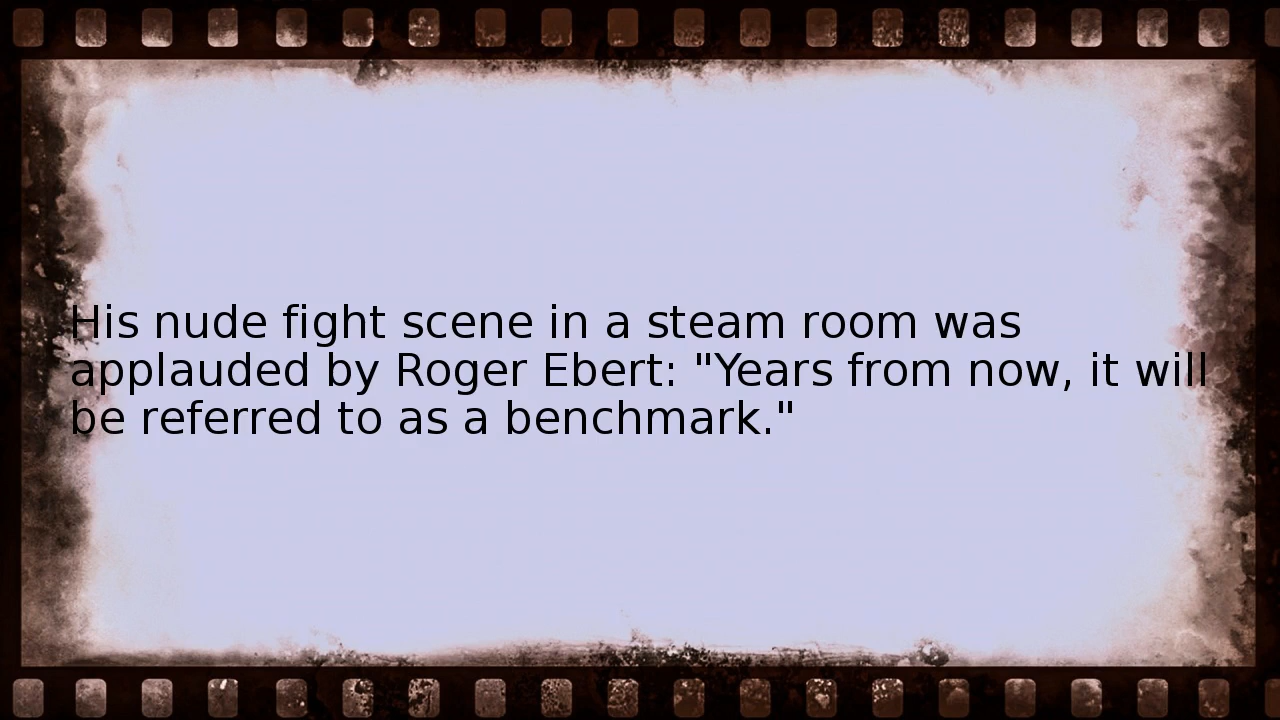 His nude fight scene in a steam room was
applauded by Roger Ebert: "Years from now, it will
be referred to as a benchmark."